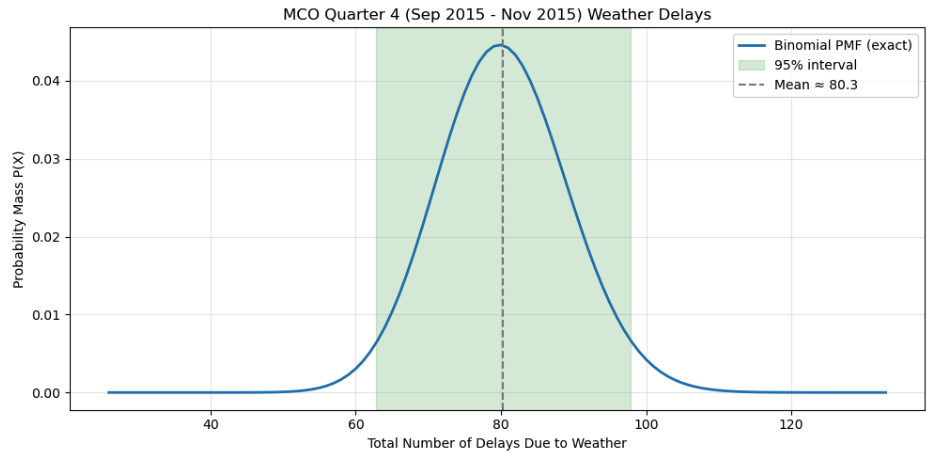 MCO Quarter 4 (Sep 2015 - Nov 2015) Weather Delays
Binomial PMF (exact)
95% interval
Mean ≈ 80.3
Probability Mass P(X)
0.04
0.03
0.02
0.01
0.00
40 60 80 100 120
Total Number of Delays Due to Weather